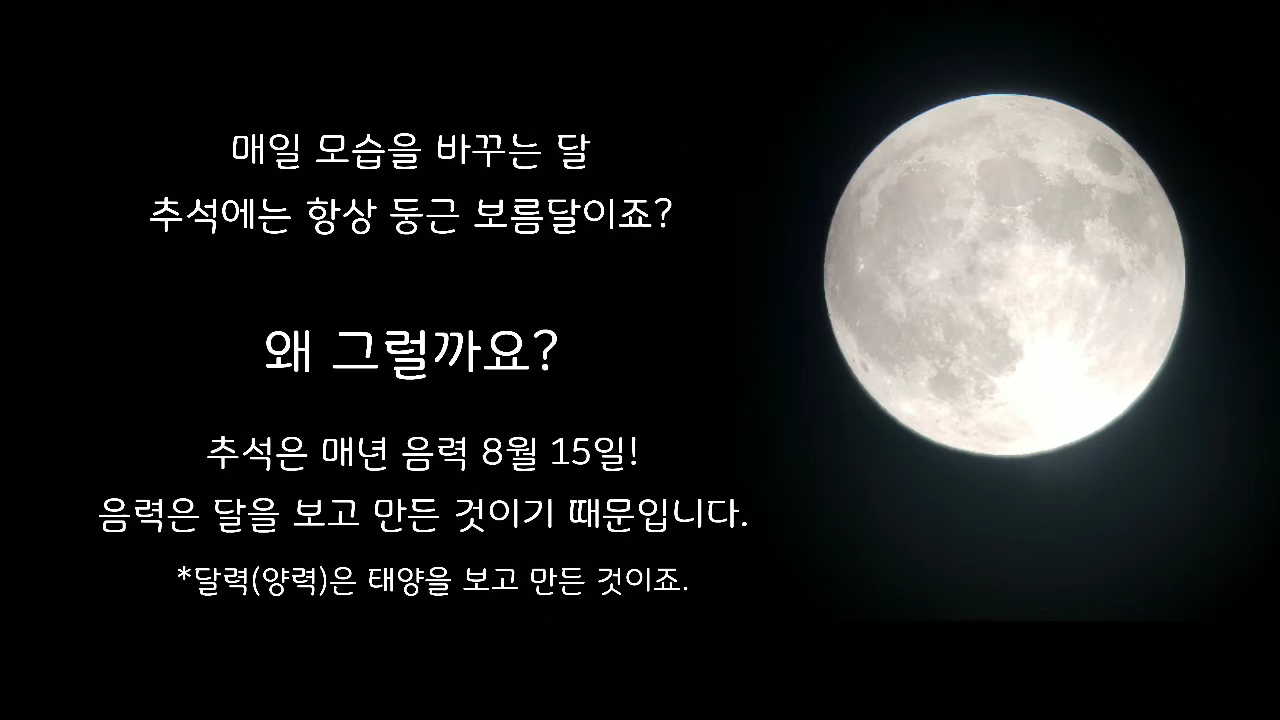 매일 모습을 바꾸는 달
추석에는 항상 둥근 보름달이죠?
왜 그럴까요?
추석은 매년 음력 8월 15일!
음력은 달을 보고 만든 것이기 때문입니다.
*달력(양력)은 태양을 보고 만든 것이죠.